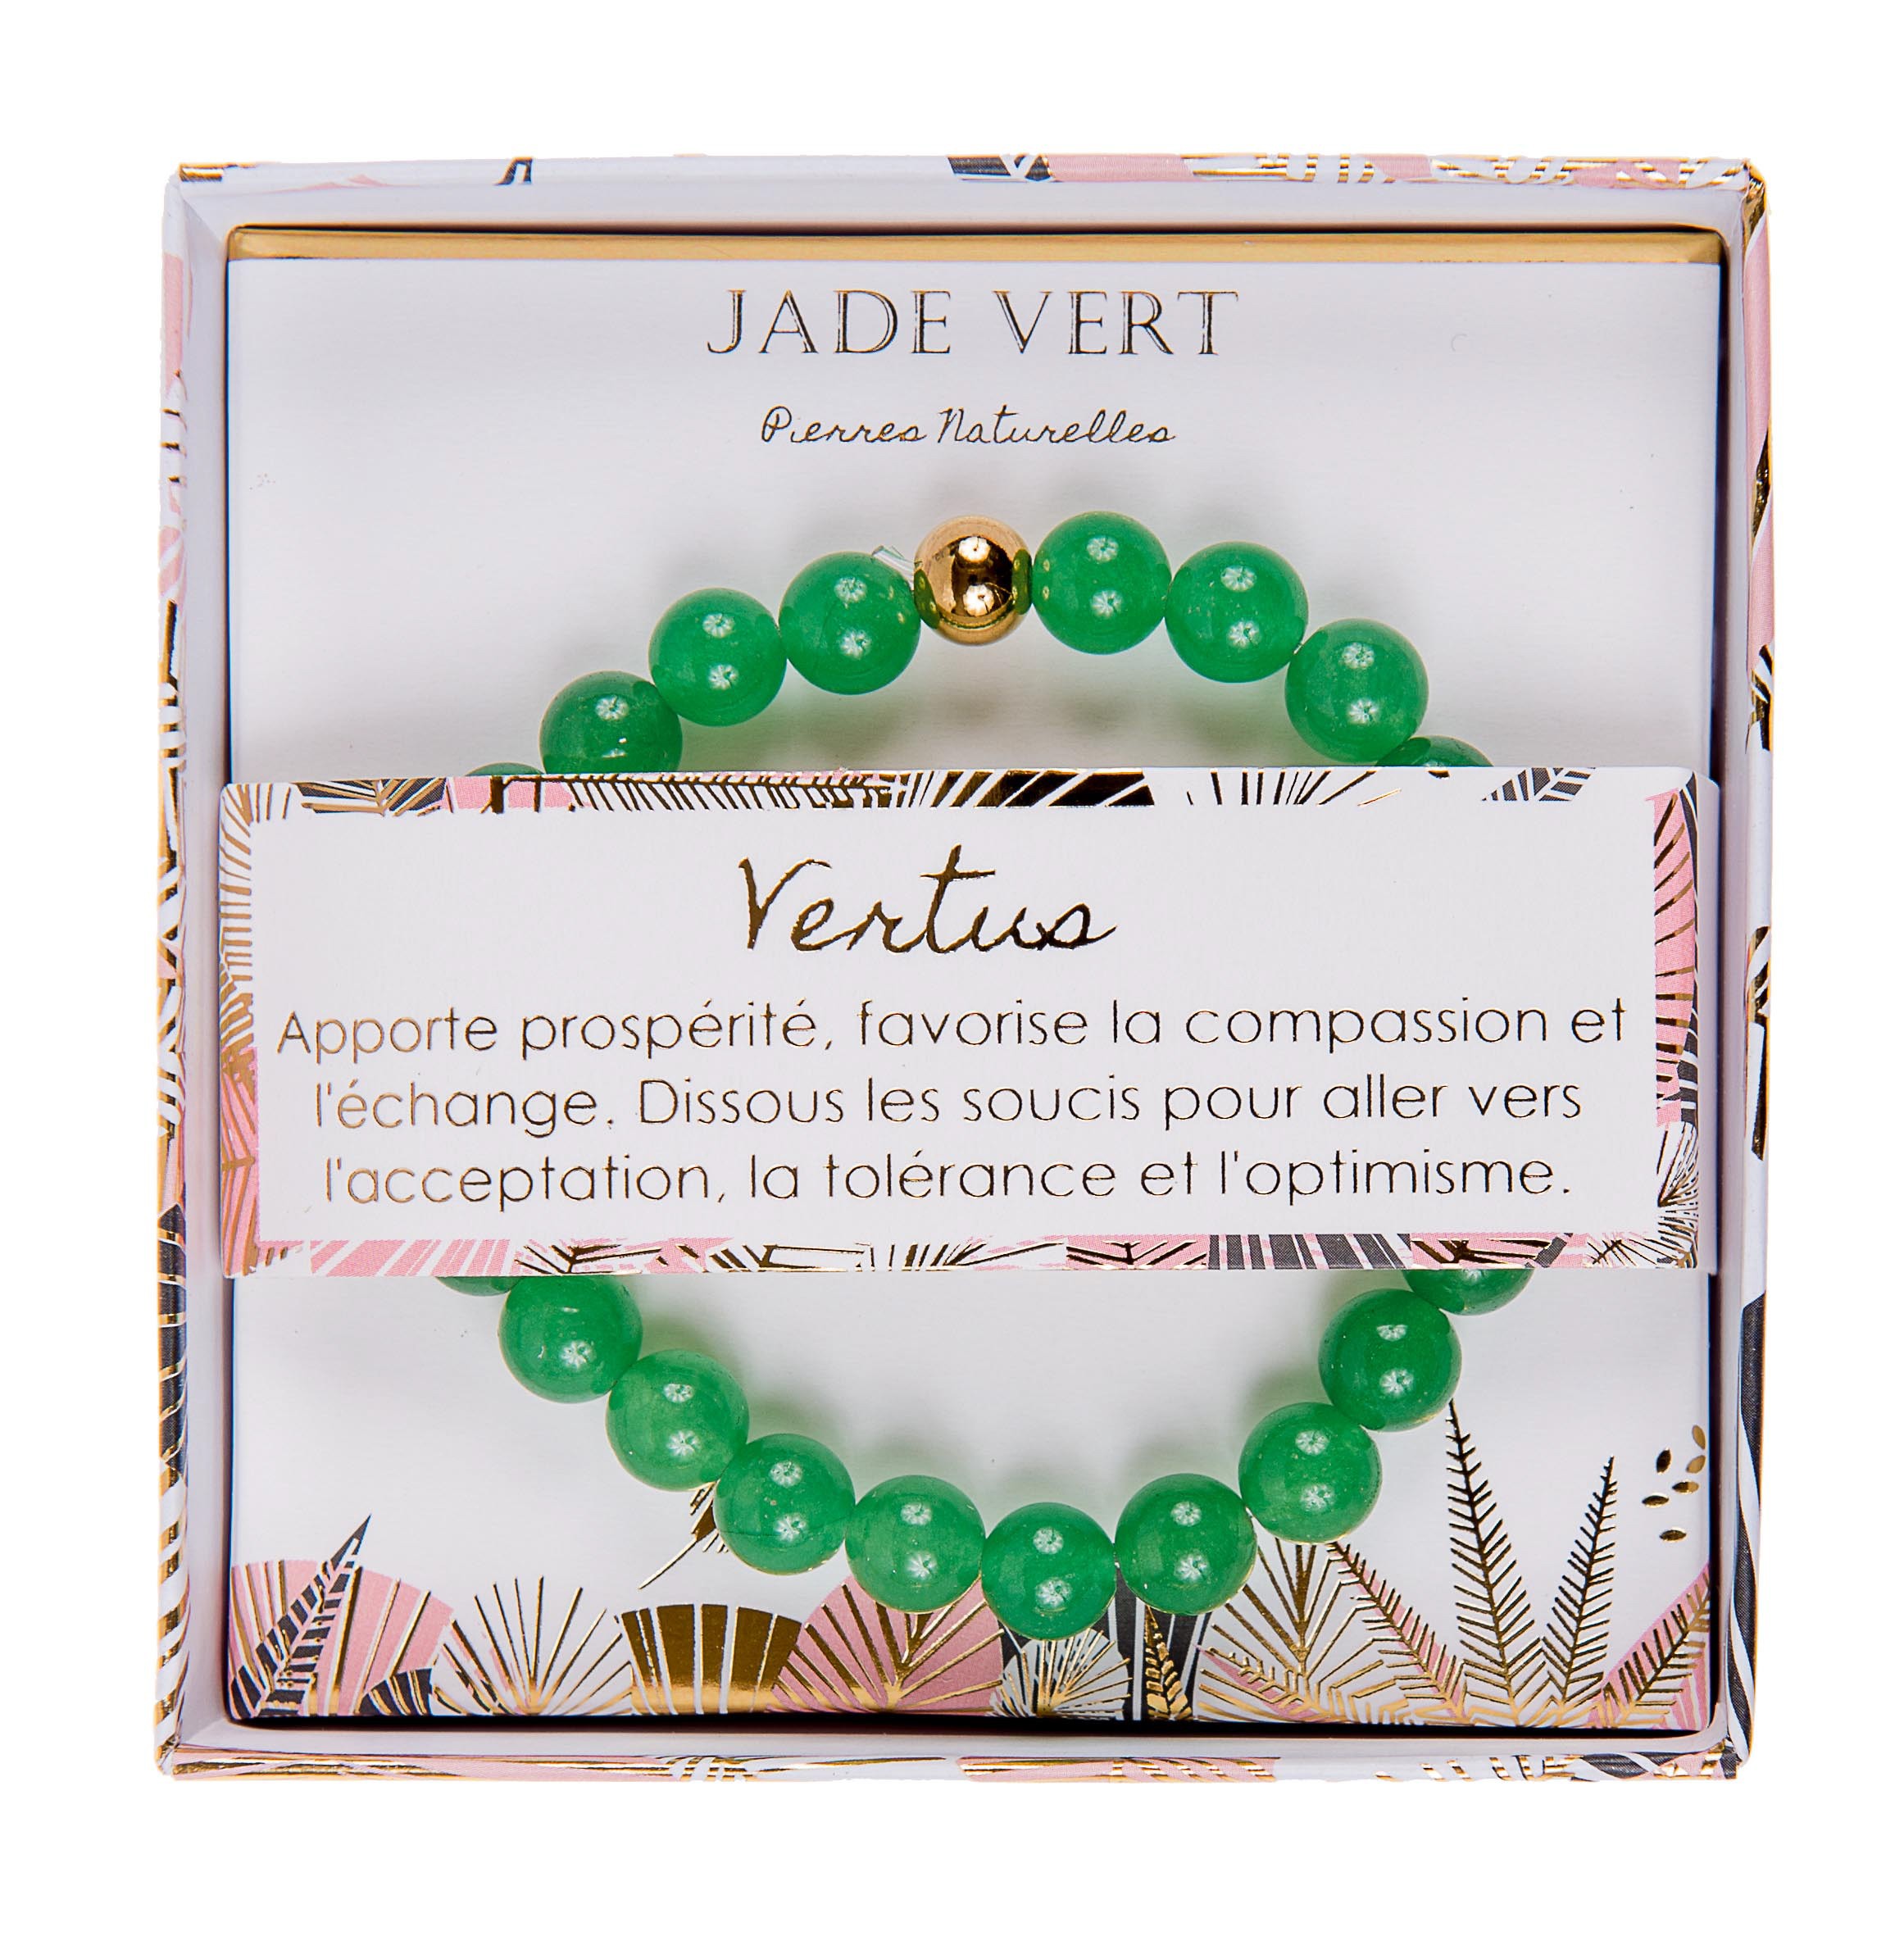 JADE VERT
Pierres Naturelles
Vertus
Apporte prospérité, favorise la compassion et
l'échange. Dissous les soucis pour aller vers
l'acceptation, la tolérance et l'optimisme.